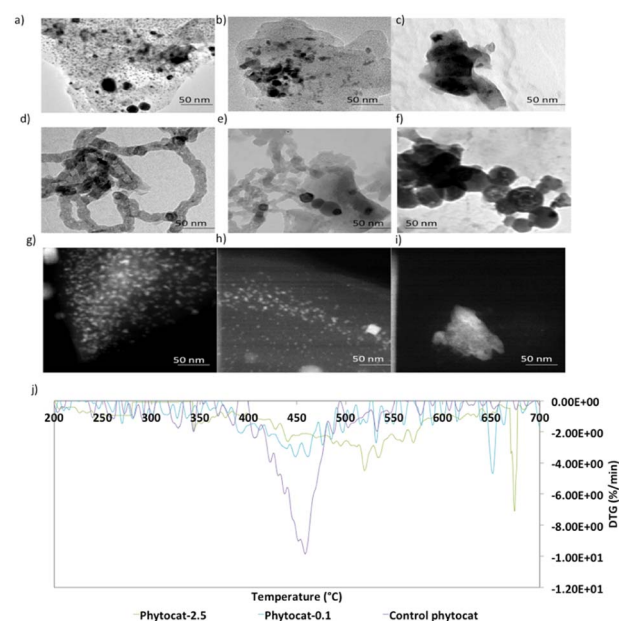 a)
b)
c)
50 nm
50 nm
50 nm
d)
e)
f)
50 nm
50 nm
50 nm
g)
h)
i)
50 nm
50 nm
50 nm
j)
0.00E+00
200 250 300 350 400 450 500 550 600 650 700
-2.00E+00
-4.00E+00
-6.00E+00
-8.00E+00
-1.00E+01
-1.20E+01
DTG (%/min)
Temperature (°C)
Phytocat-2.5 Phytocat-0.1 Control phytocat